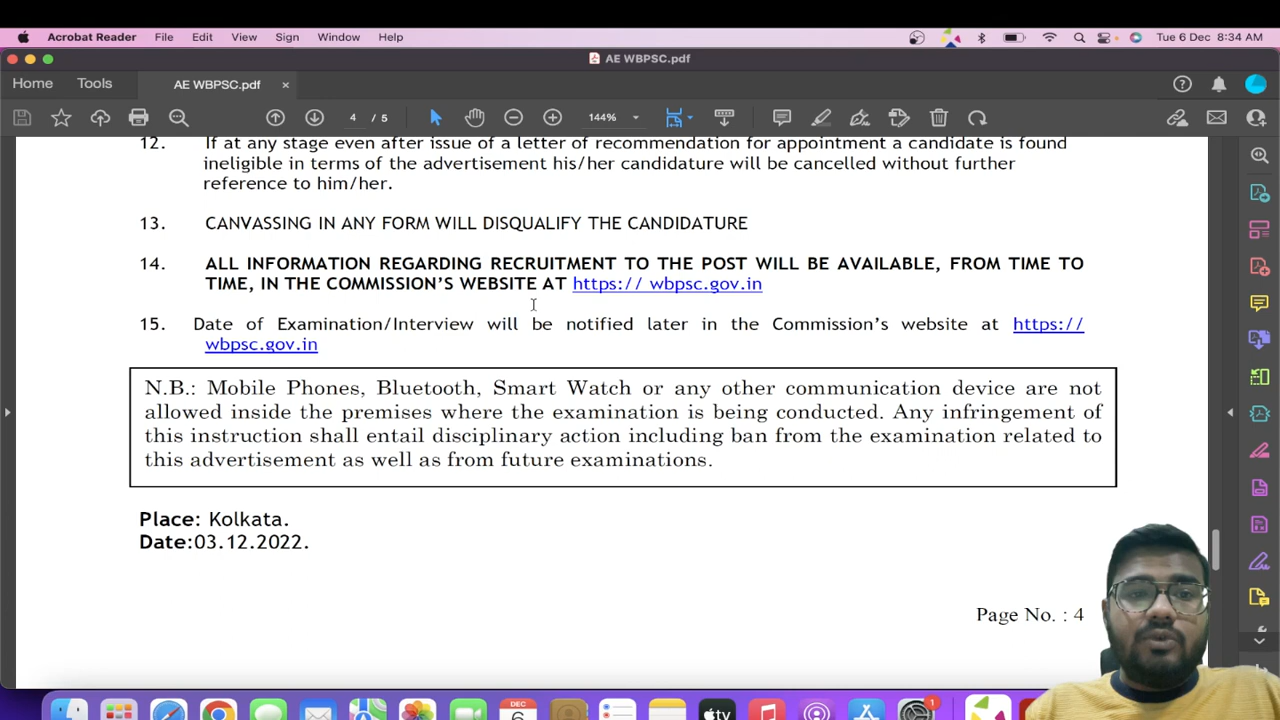 Acrobat Reader File Edit View Sign Window Help Tue 6 Dec 8:34 AM
AE WBPSC.pdf
Home Tools AE WBPSC.pdf
4 / 5 144%
12. If at any stage even after issue of a letter of recommendation for appointment a candidate is found
ineligible in terms of the advertisement his/her candidature will be cancelled without further
reference to him/her.
13. CANVASSING IN ANY FORM WILL DISQUALIFY THE CANDIDATURE
14. ALL INFORMATION REGARDING RECRUITMENT TO THE POST WILL BE AVAILABLE, FROM TIME TO
TIME, IN THE COMMISSION’S WEBSITE AT https:// wbpsc.gov.in
15. Date of Examination/Interview will be notified later in the Commission’s website at https://
wbpsc.gov.in
N.B.: Mobile Phones, Bluetooth, Smart Watch or any other communication device are not
allowed inside the premises where the examination is being conducted. Any infringement of
this instruction shall entail disciplinary action including ban from the examination related to
this advertisement as well as from future examinations.
Place: Kolkata.
Date:03.12.2022.
Page No. : 4
DEC
6
tv
1